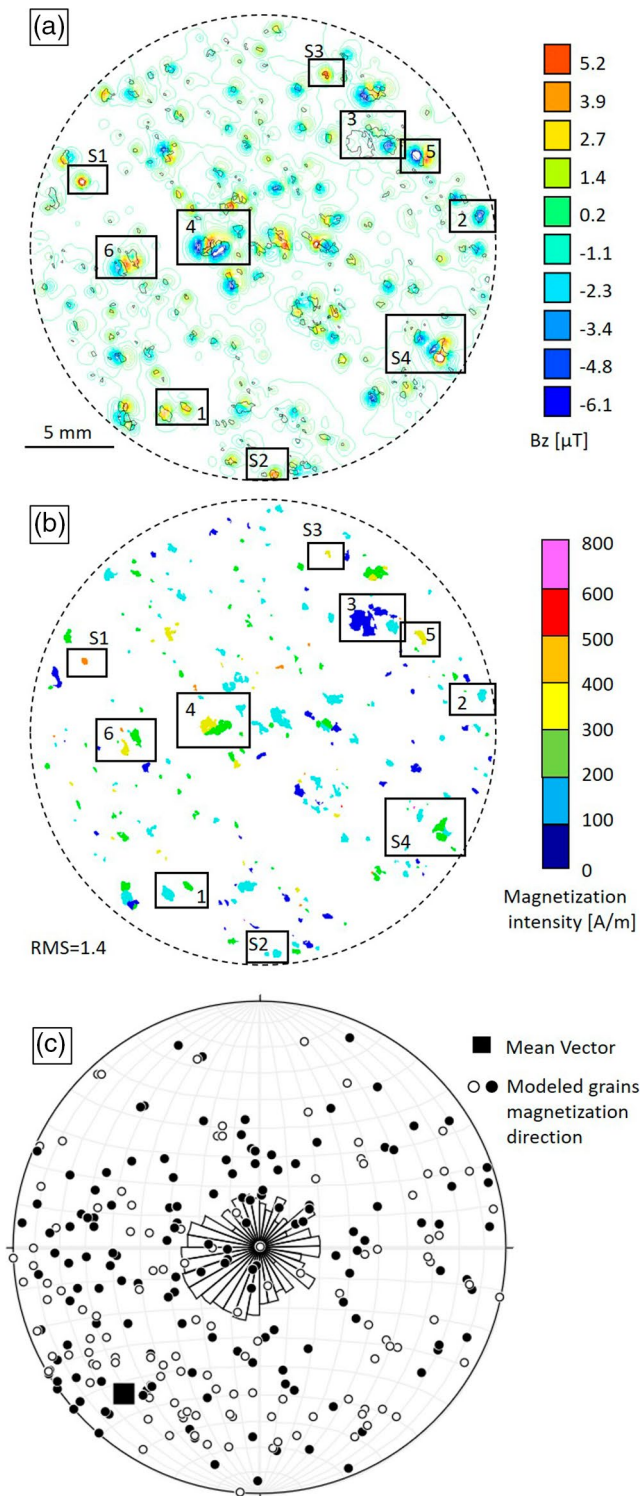 (a)
S3
3
5
S1
2
4
6
S4
1
5 mm
S2
5.2
3.9
2.7
1.4
0.2
-1.1
-2.3
-3.4
-4.8
-6.1
Bz [µT]
(b)
S3
3
5
S1
2
4
6
S4
1
S2
RMS=1.4
800
600
500
400
300
200
100
0
Magnetization
intensity [A/m]
(c)
Mean Vector
Modeled grains
magnetization
direction